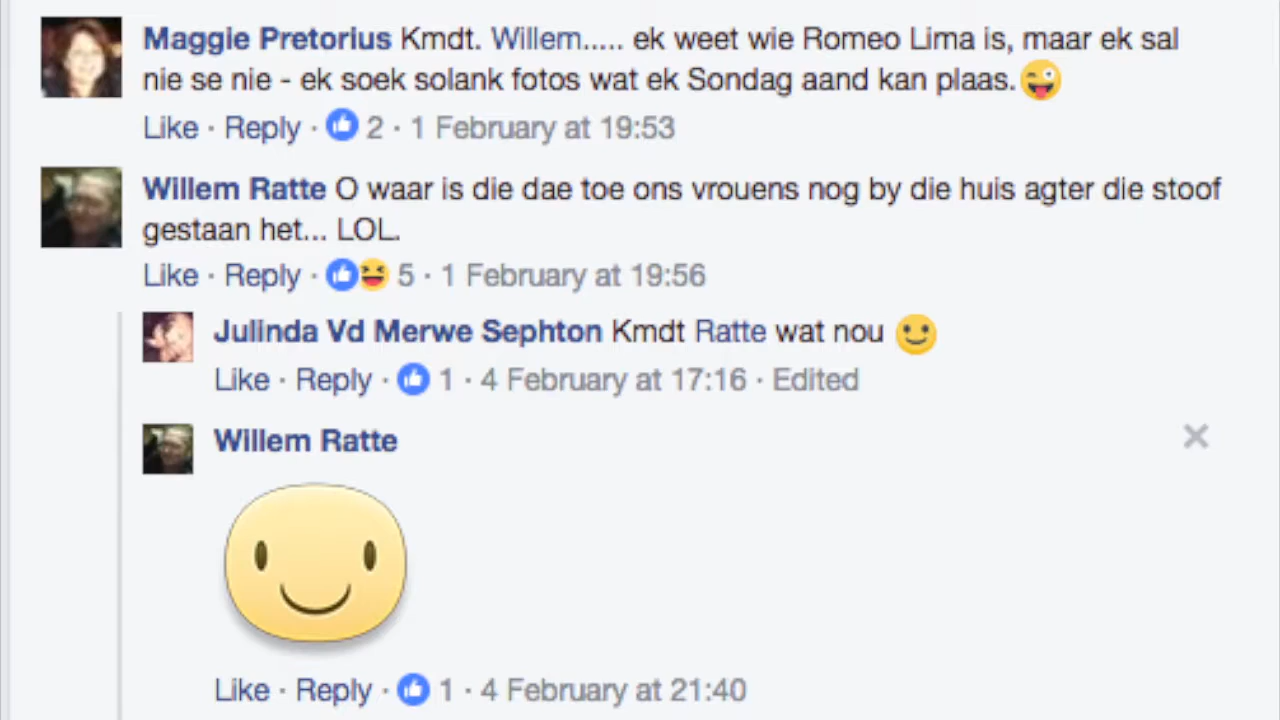 Maggie Pretorius Kmdt. Willem..... ek weet wie Romeo Lima is, maar ek sal
nie se nie - ek soek solank fotos wat ek Sondag aand kan plaas.😜
Like · Reply · 2 · 1 February at 19:53
Willem Ratte O waar is die dae toe ons vrouens nog by die huis agter die stoof
gestaan het... LOL.
Like · Reply · 5 · 1 February at 19:56
Julinda Vd Merwe Sephton Kmdt Ratte wat nou 🙂
Like · Reply · 1 · 4 February at 17:16 · Edited
Willem Ratte
Like · Reply · 1 · 4 February at 21:40